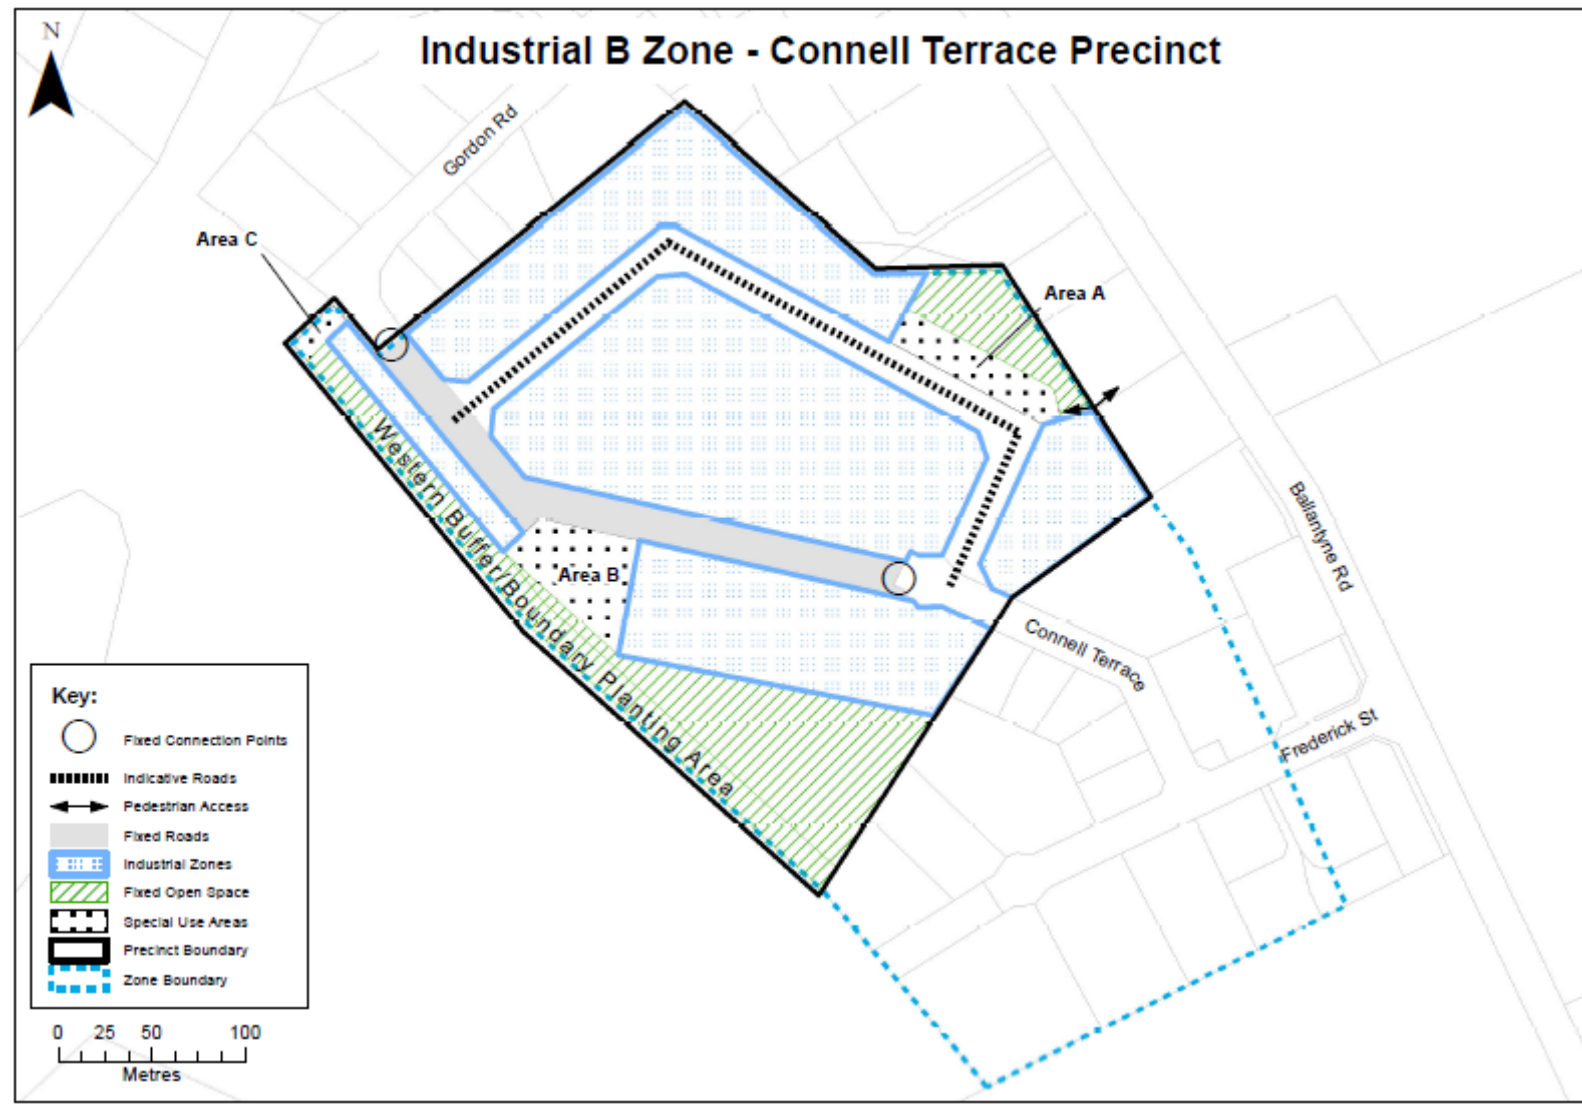 Industrial B Zone - Connell Terrace Precinct
N
Gordon Rd
Area C
Area A
Western Buffer/Boundary Planting Area
Area B
Ballantyne Rd
Connell Terrace
Frederick St
Key:
Fixed Connection Points
Indicative Roads
Pedestrian Access
Fixed Roads
Industrial Zones
Fixed Open Space
Special Use Areas
Precinct Boundary
Zone Boundary
0 25 50 100
Metres